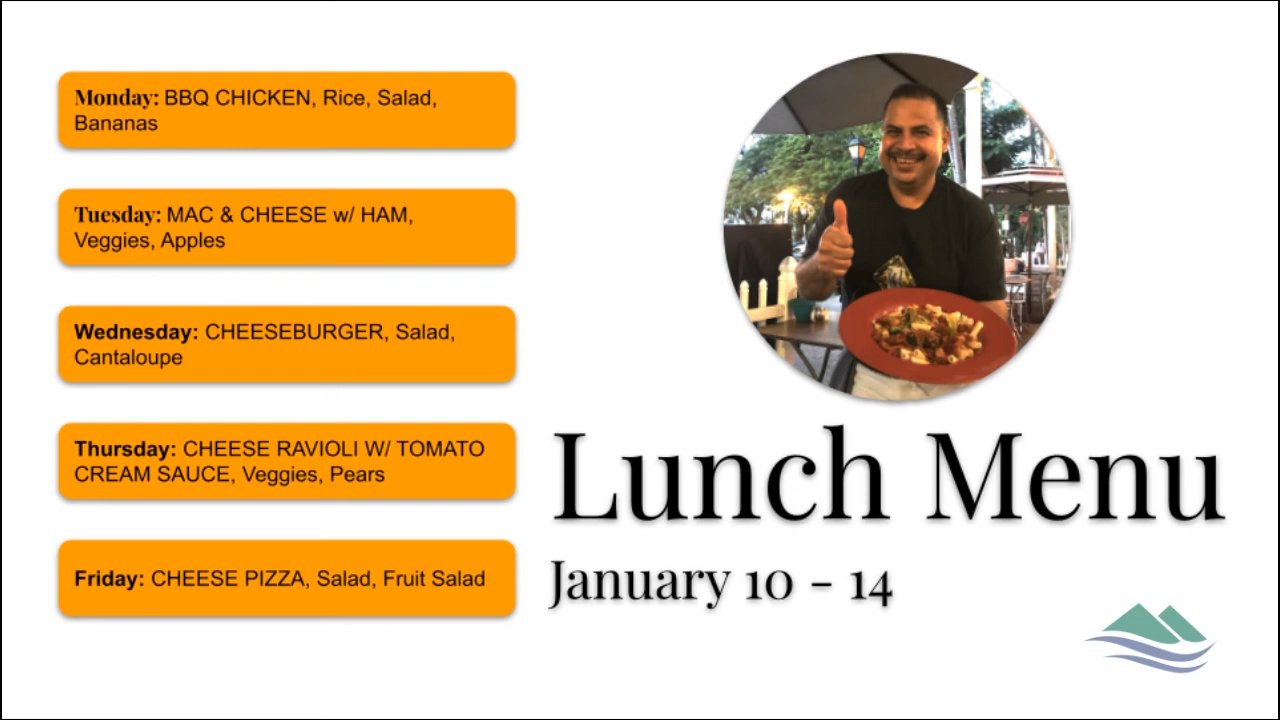 Monday: BBQ CHICKEN, Rice, Salad,
Bananas
Tuesday: MAC & CHEESE w/ HAM,
Veggies, Apples
Wednesday: CHEESEBURGER, Salad,
Cantaloupe
Thursday: CHEESE RAVIOLI W/ TOMATO
CREAM SAUCE, Veggies, Pears
Friday: CHEESE PIZZA, Salad, Fruit Salad
Lunch Menu
January 10 - 14